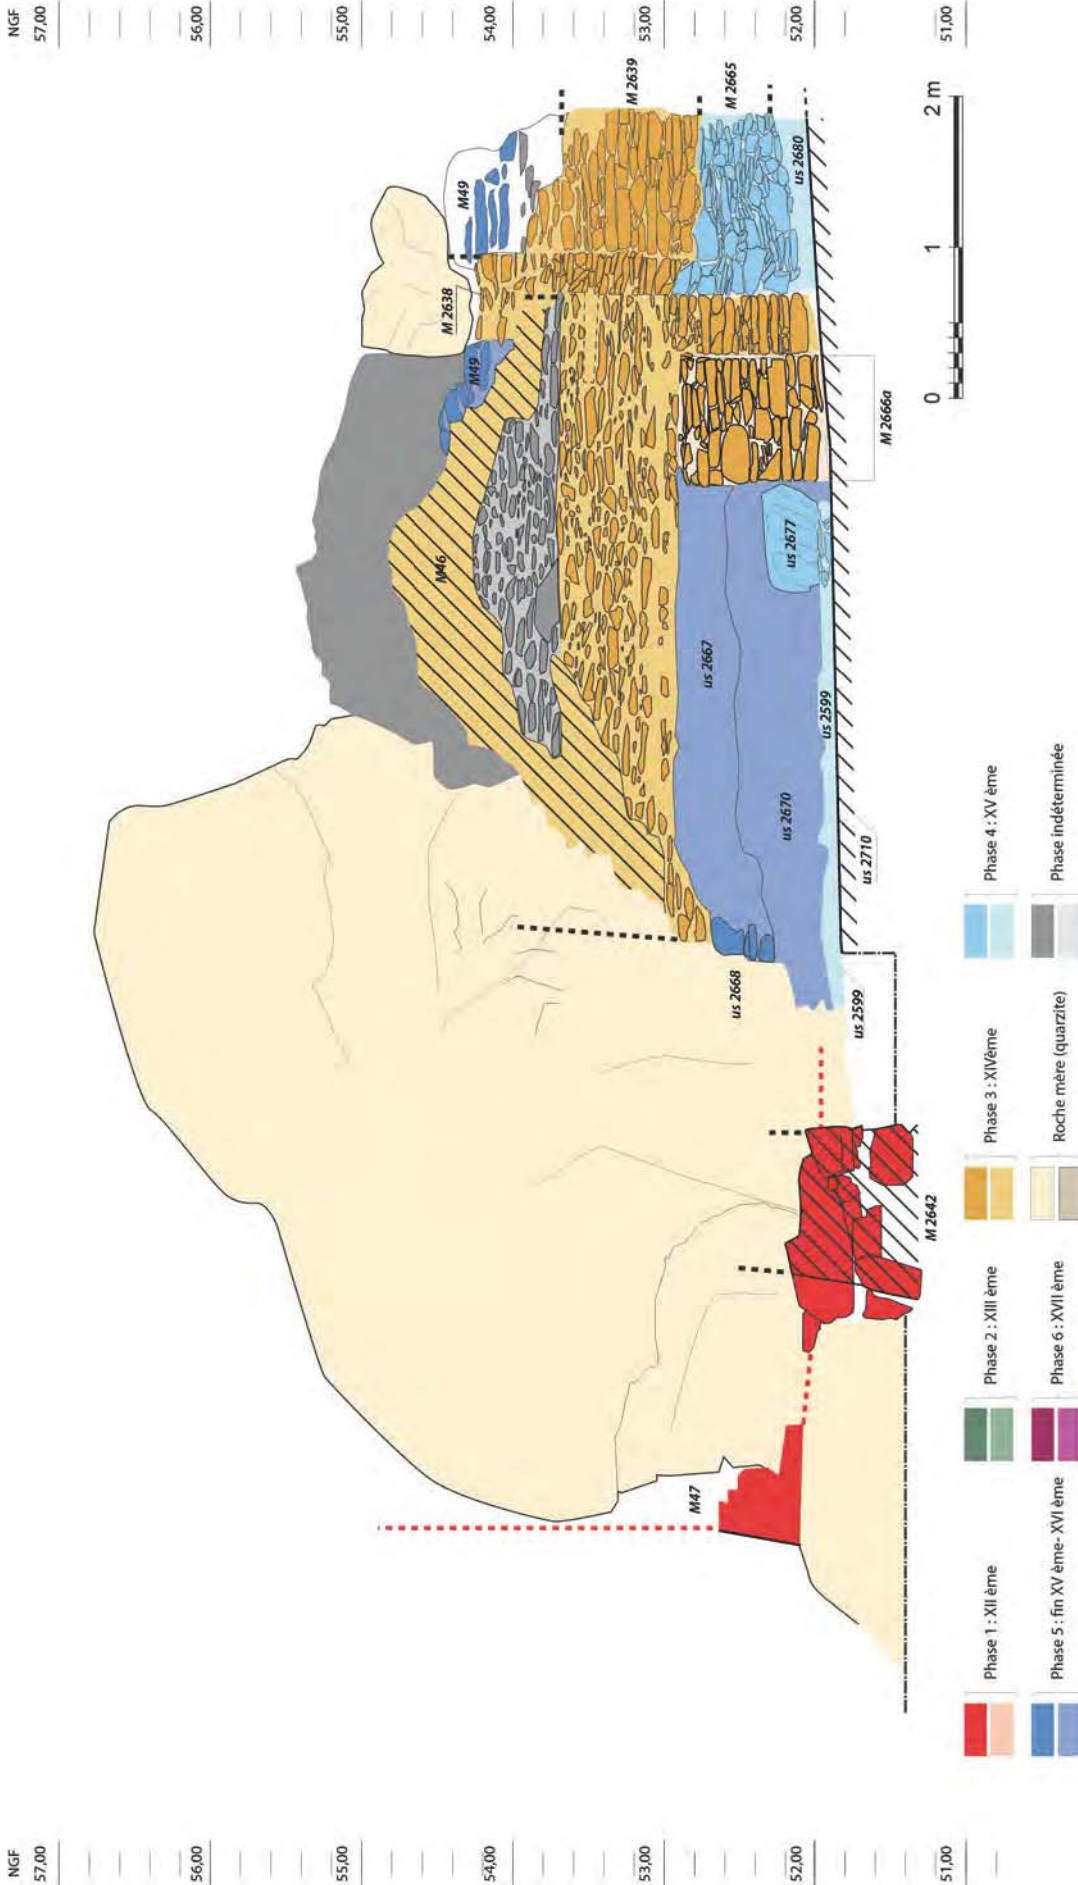 NGF
57,00
56,00
55,00
54,00
53,00
52,00
51,00
NGF
57,00
56,00
55,00
54,00
53,00
52,00
51,00
M47
M 2642
us 2668
us 2599
us 2710
us 2599
us 2670
us 2667
us 2677
M46
M49
M 2638
M49
M 2666a
M 2639
M 2665
us 2680
0
1
2 m
Phase 1 : XII ème
Phase 2 : XIII ème
Phase 3 : XIVème
Phase 4 : XV ème
Phase 5 : fin XV ème- XVI ème
Phase 6 : XVII ème
Roche mère (quarzite)
Phase indéterminée